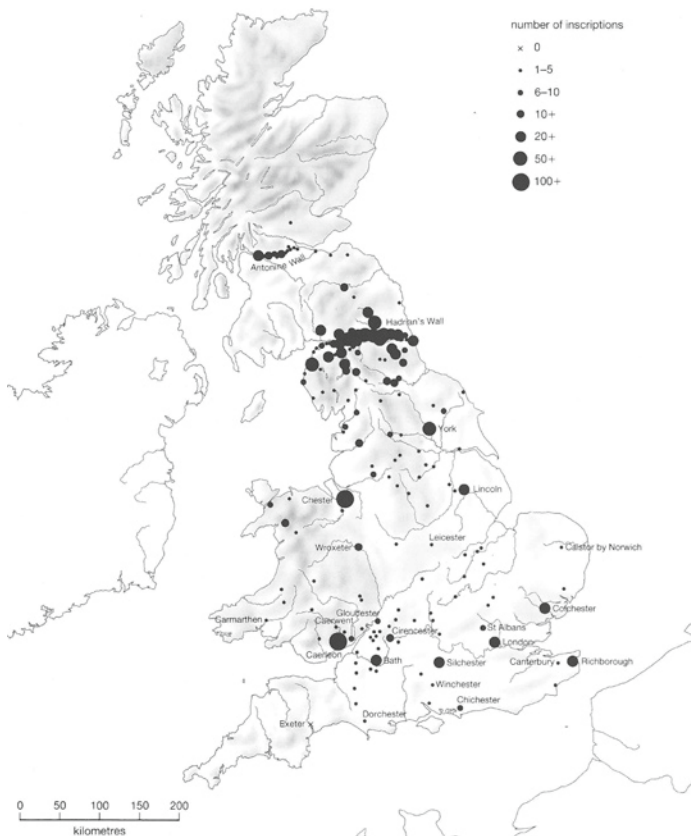 number of inscriptions
× 0
1–5
6–10
10+
20+
50+
100+
Antonine Wall
Hadrian's Wall
York
Chester
Lincoln
Leicester
Wroxeter
Caistor by Norwich
Gloucester
Colchester
Carmarthen
Caerwent
St Albans
Cirencester
London
Caerleon
Bath
Silchester
Canterbury
Richborough
Winchester
Chichester
Dorchester
Exeter
0 50 100 150 200
kilometres